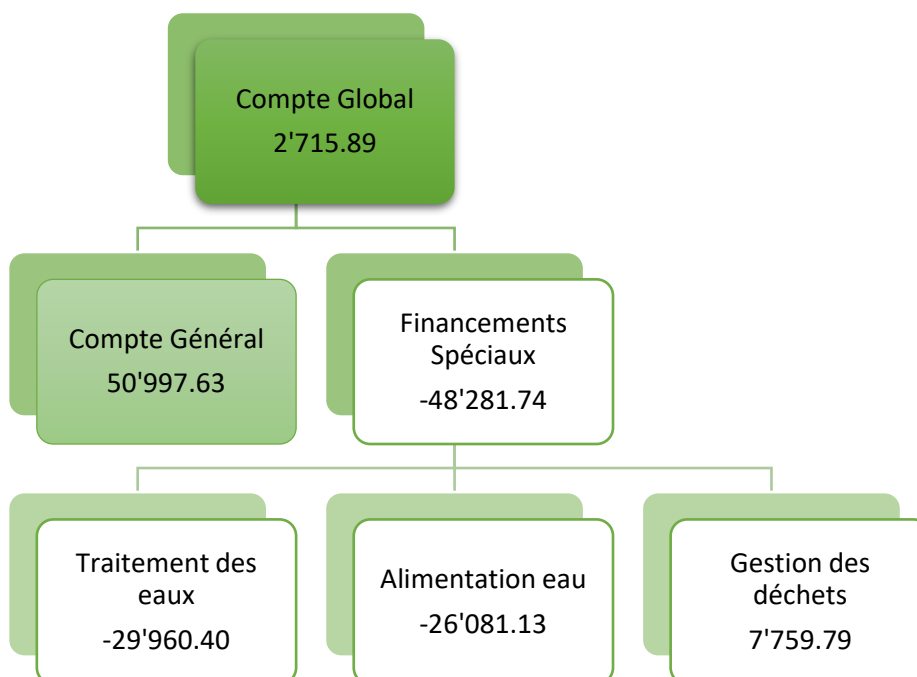 Compte Global
2'715.89
Compte Général
50'997.63
Financements
Spéciaux
-48'281.74
Traitement des
eaux
-29'960.40
Alimentation eau
-26'081.13
Gestion des
déchets
7'759.79